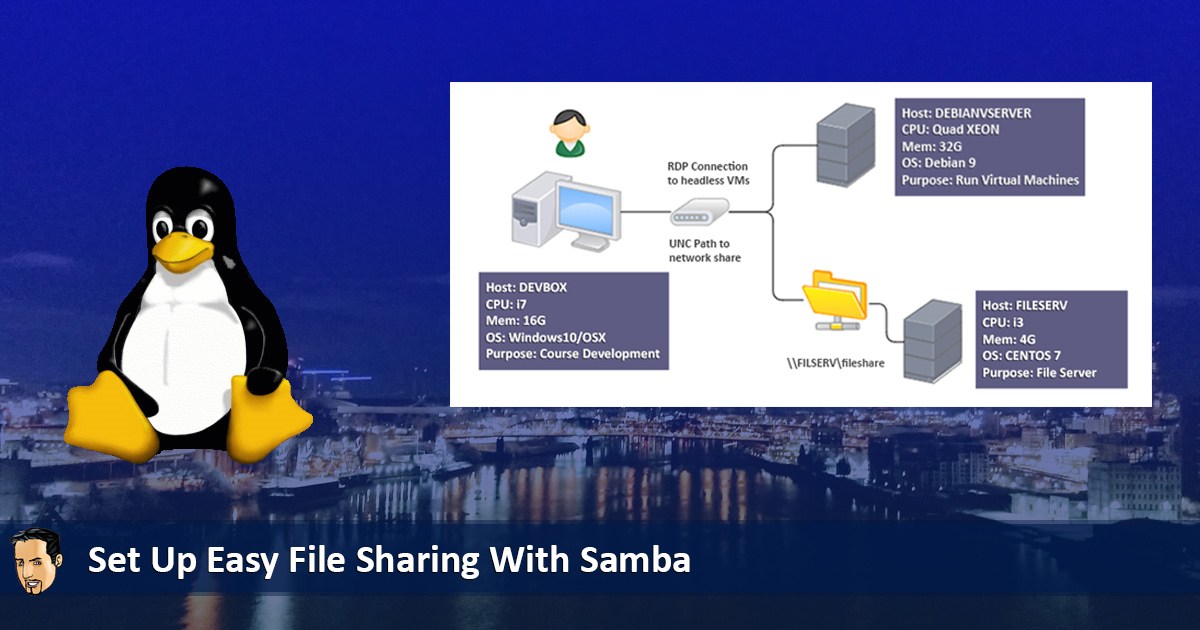 Host: DEBIANVSERVER
CPU: Quad XEON
Mem: 32G
OS: Debian 9
Purpose: Run Virtual Machines
RDP Connection
to headless VMs
UNC Path to
network share
Host: DEVBOX
CPU: i7
Mem: 16G
OS: Windows10/OSX
Purpose: Course Development
\\FILSERV\fileshare
Host: FILESERV
CPU: i3
Mem: 4G
OS: CENTOS 7
Purpose: File Server
Set Up Easy File Sharing With Samba